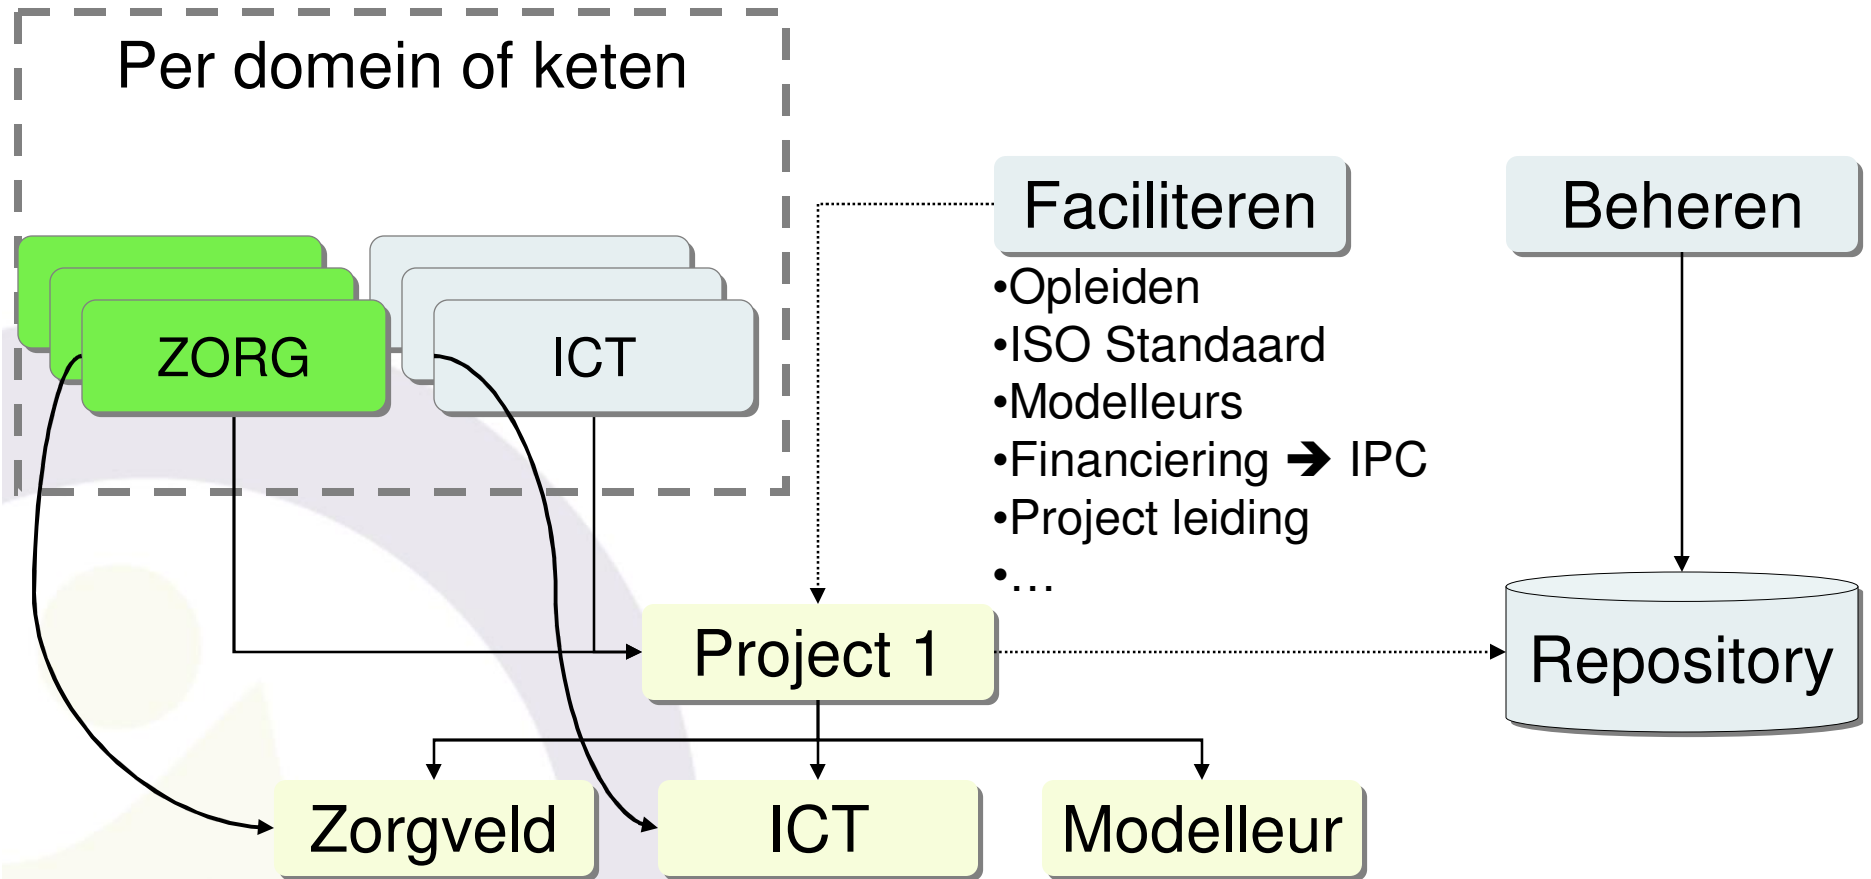 Per domein of keten
Faciliteren
Beheren
•Opleiden
•ISO Standaard
•Modelleurs
•Financiering ➔ IPC
•Project leiding
•…
ZORG
ICT
Project 1
Repository
Zorgveld
ICT
Modelleur